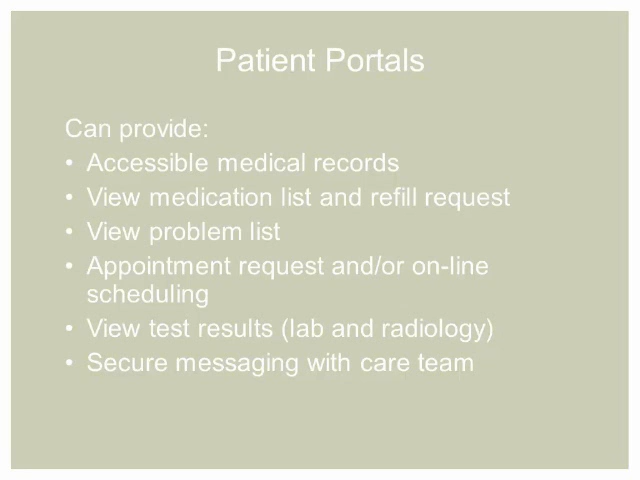 Patient Portals
Can provide:
• Accessible medical records
• View medication list and refill request
• View problem list
• Appointment request and/or on-line
scheduling
• View test results (lab and radiology)
• Secure messaging with care team